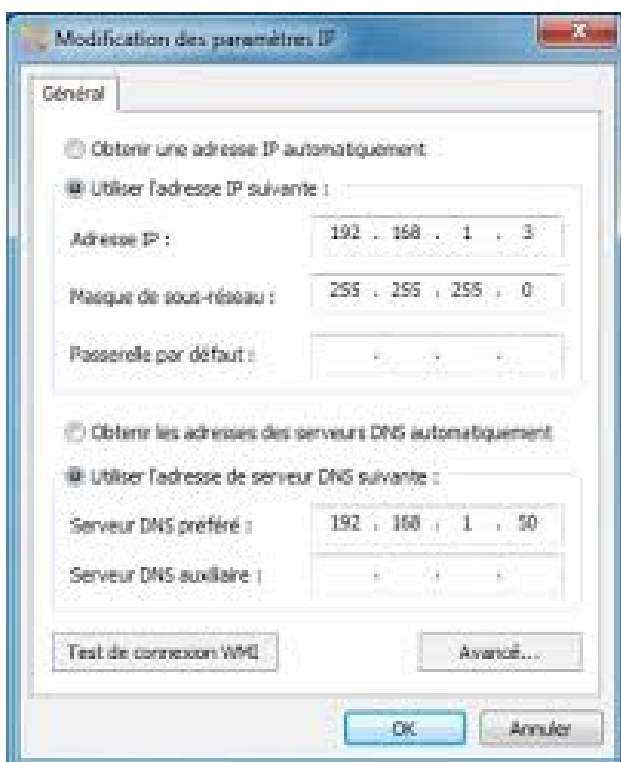 Modification des paramètres IP
Général
Obtenir une adresse IP automatiquement
Utiliser l'adresse IP suivante :
Adresse IP : 192 . 168 . 1 . 3
Masque de sous-réseau : 255 . 255 . 255 . 0
Passerelle par défaut : . . .
Obtenir les adresses des serveurs DNS automatiquement
Utiliser l'adresse de serveur DNS suivante :
Serveur DNS préféré : 192 . 168 . 1 . 50
Serveur DNS auxiliaire : . . .
Test de connexion WMI Avancé...
OK Annuler